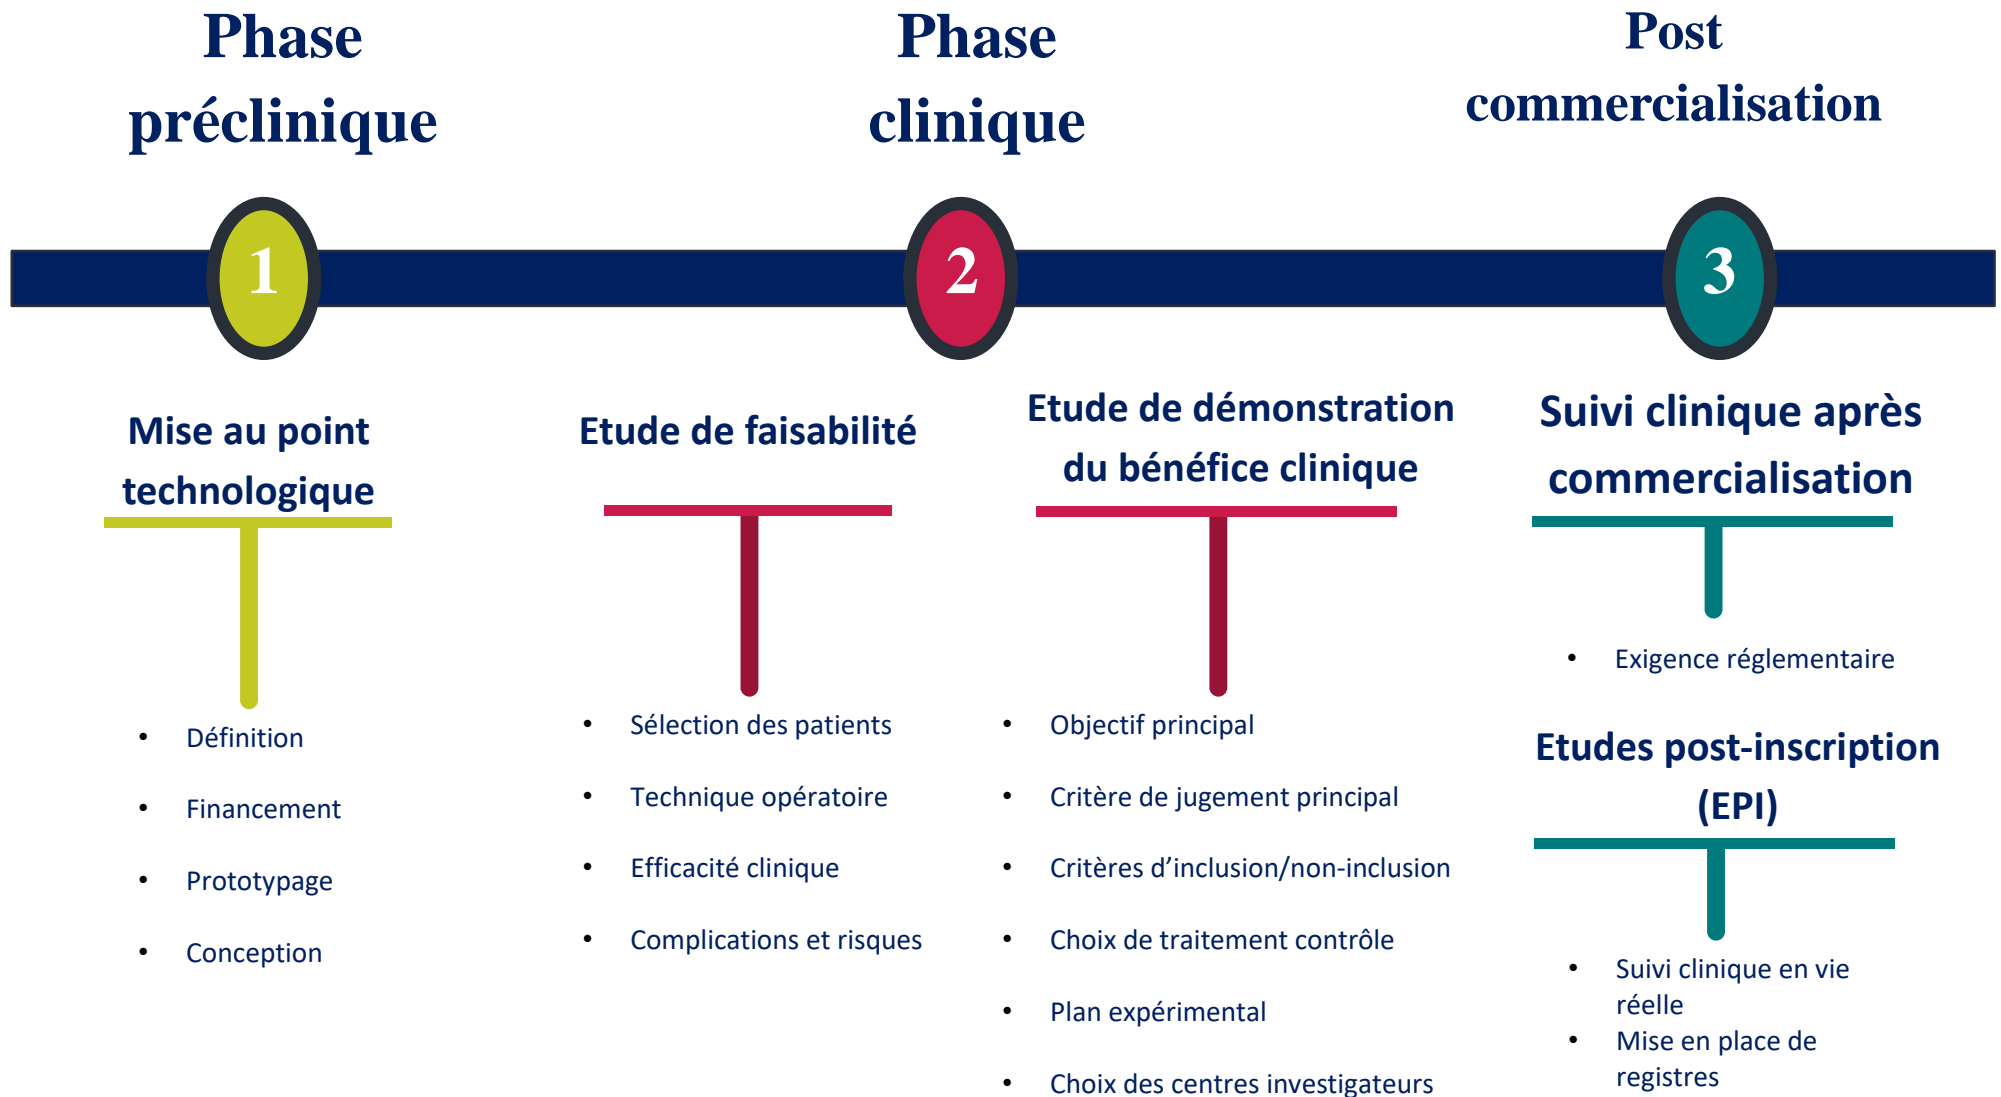 Phase
préclinique
Phase
clinique
Post
commercialisation
1
2
3
Mise au point
technologique
• Définition
• Financement
• Prototypage
• Conception
Etude de faisabilité
• Sélection des patients
• Technique opératoire
• Efficacité clinique
• Complications et risques
Etude de démonstration
du bénéfice clinique
• Objectif principal
• Critère de jugement principal
• Critères d’inclusion/non-inclusion
• Choix de traitement contrôle
• Plan expérimental
• Choix des centres investigateurs
Suivi clinique après
commercialisation
• Exigence réglementaire
Etudes post-inscription
(EPI)
• Suivi clinique en vie
réelle
• Mise en place de
registres